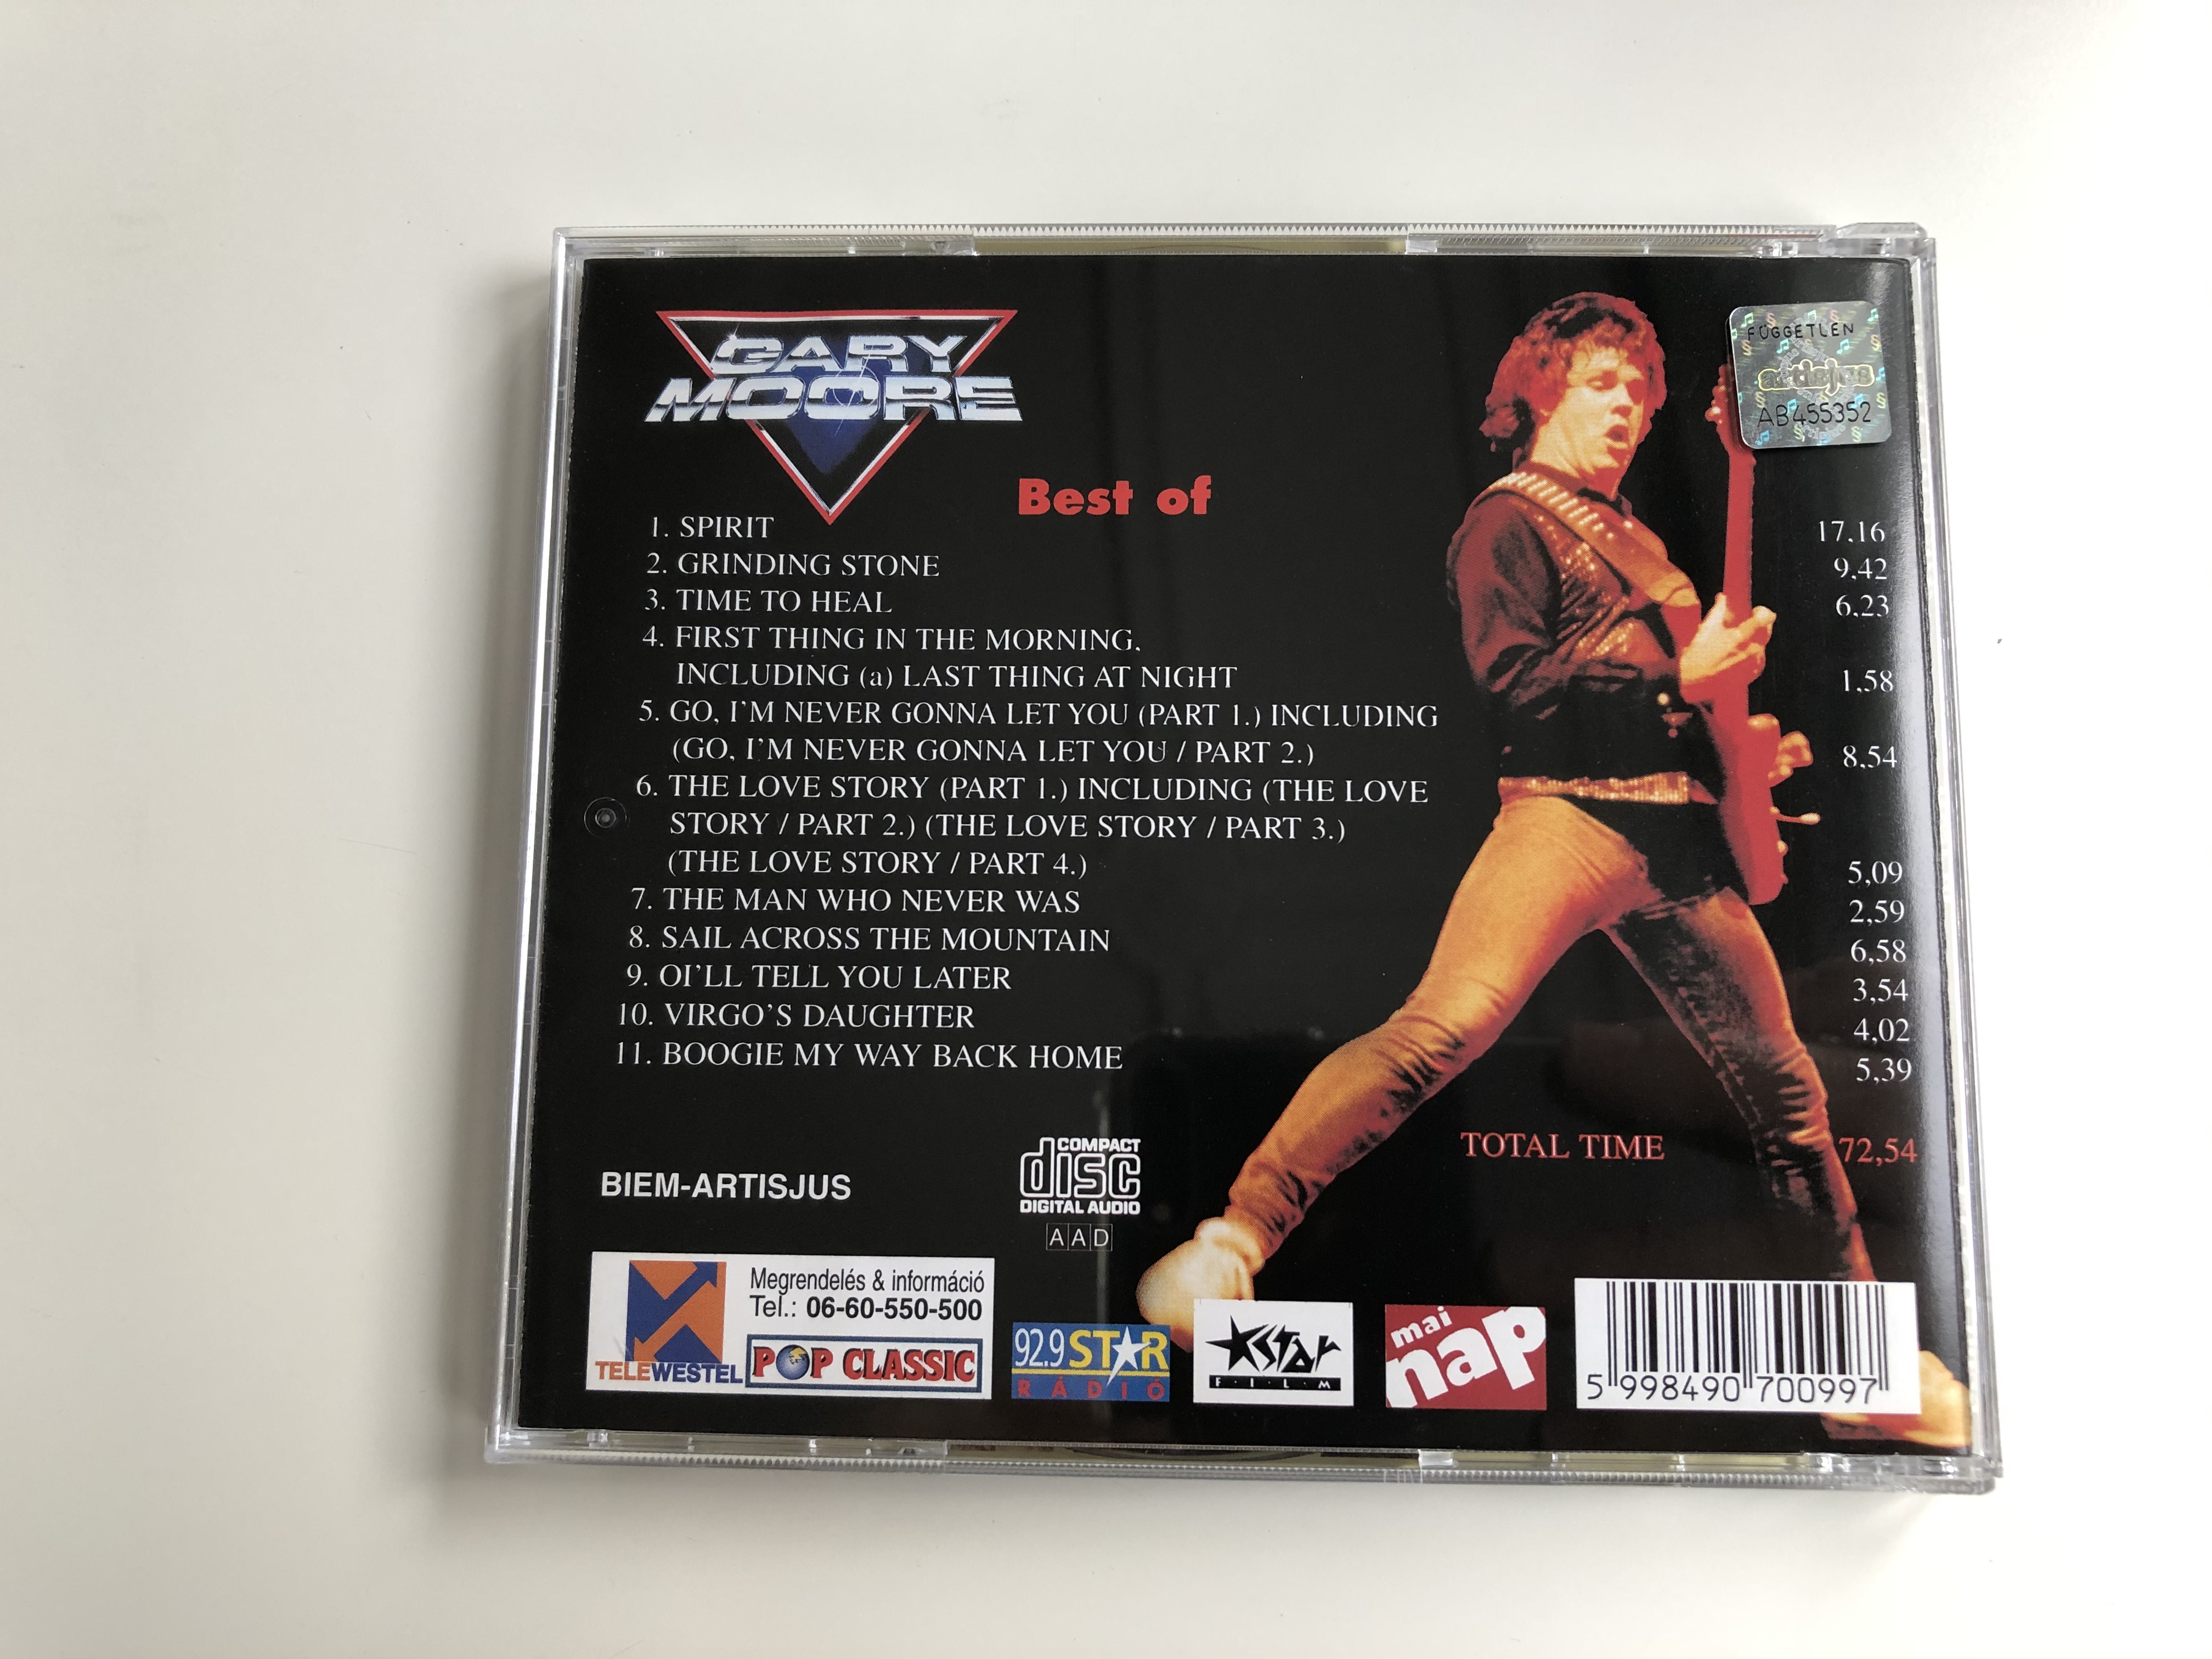 GARY
MOORE
FÜGGETLEN
artisjus
AB455352
Best of
1. SPIRIT 17.16
2. GRINDING STONE 9.42
3. TIME TO HEAL 6.23
4. FIRST THING IN THE MORNING,
INCLUDING (a) LAST THING AT NIGHT 1.58
5. GO, I'M NEVER GONNA LET YOU (PART 1.) INCLUDING
(GO, I'M NEVER GONNA LET YOU / PART 2.) 8.54
6. THE LOVE STORY (PART 1.) INCLUDING (THE LOVE
STORY / PART 2.) (THE LOVE STORY / PART 3.)
(THE LOVE STORY / PART 4.) 5,09
7. THE MAN WHO NEVER WAS 2,59
8. SAIL ACROSS THE MOUNTAIN 6,58
9. OI'LL TELL YOU LATER 3,54
10. VIRGO'S DAUGHTER 4,02
11. BOOGIE MY WAY BACK HOME 5,39
TOTAL TIME 72,54
BIEM-ARTISJUS
COMPACT
disc
DIGITAL AUDIO
AAD
Megrendelés & információ
Tel.: 06-60-550-500
TELEWESTEL
POP CLASSIC
92.9 STAR
RÁDIÓ
STAR
FILM
mai
nap
5 998490 700997